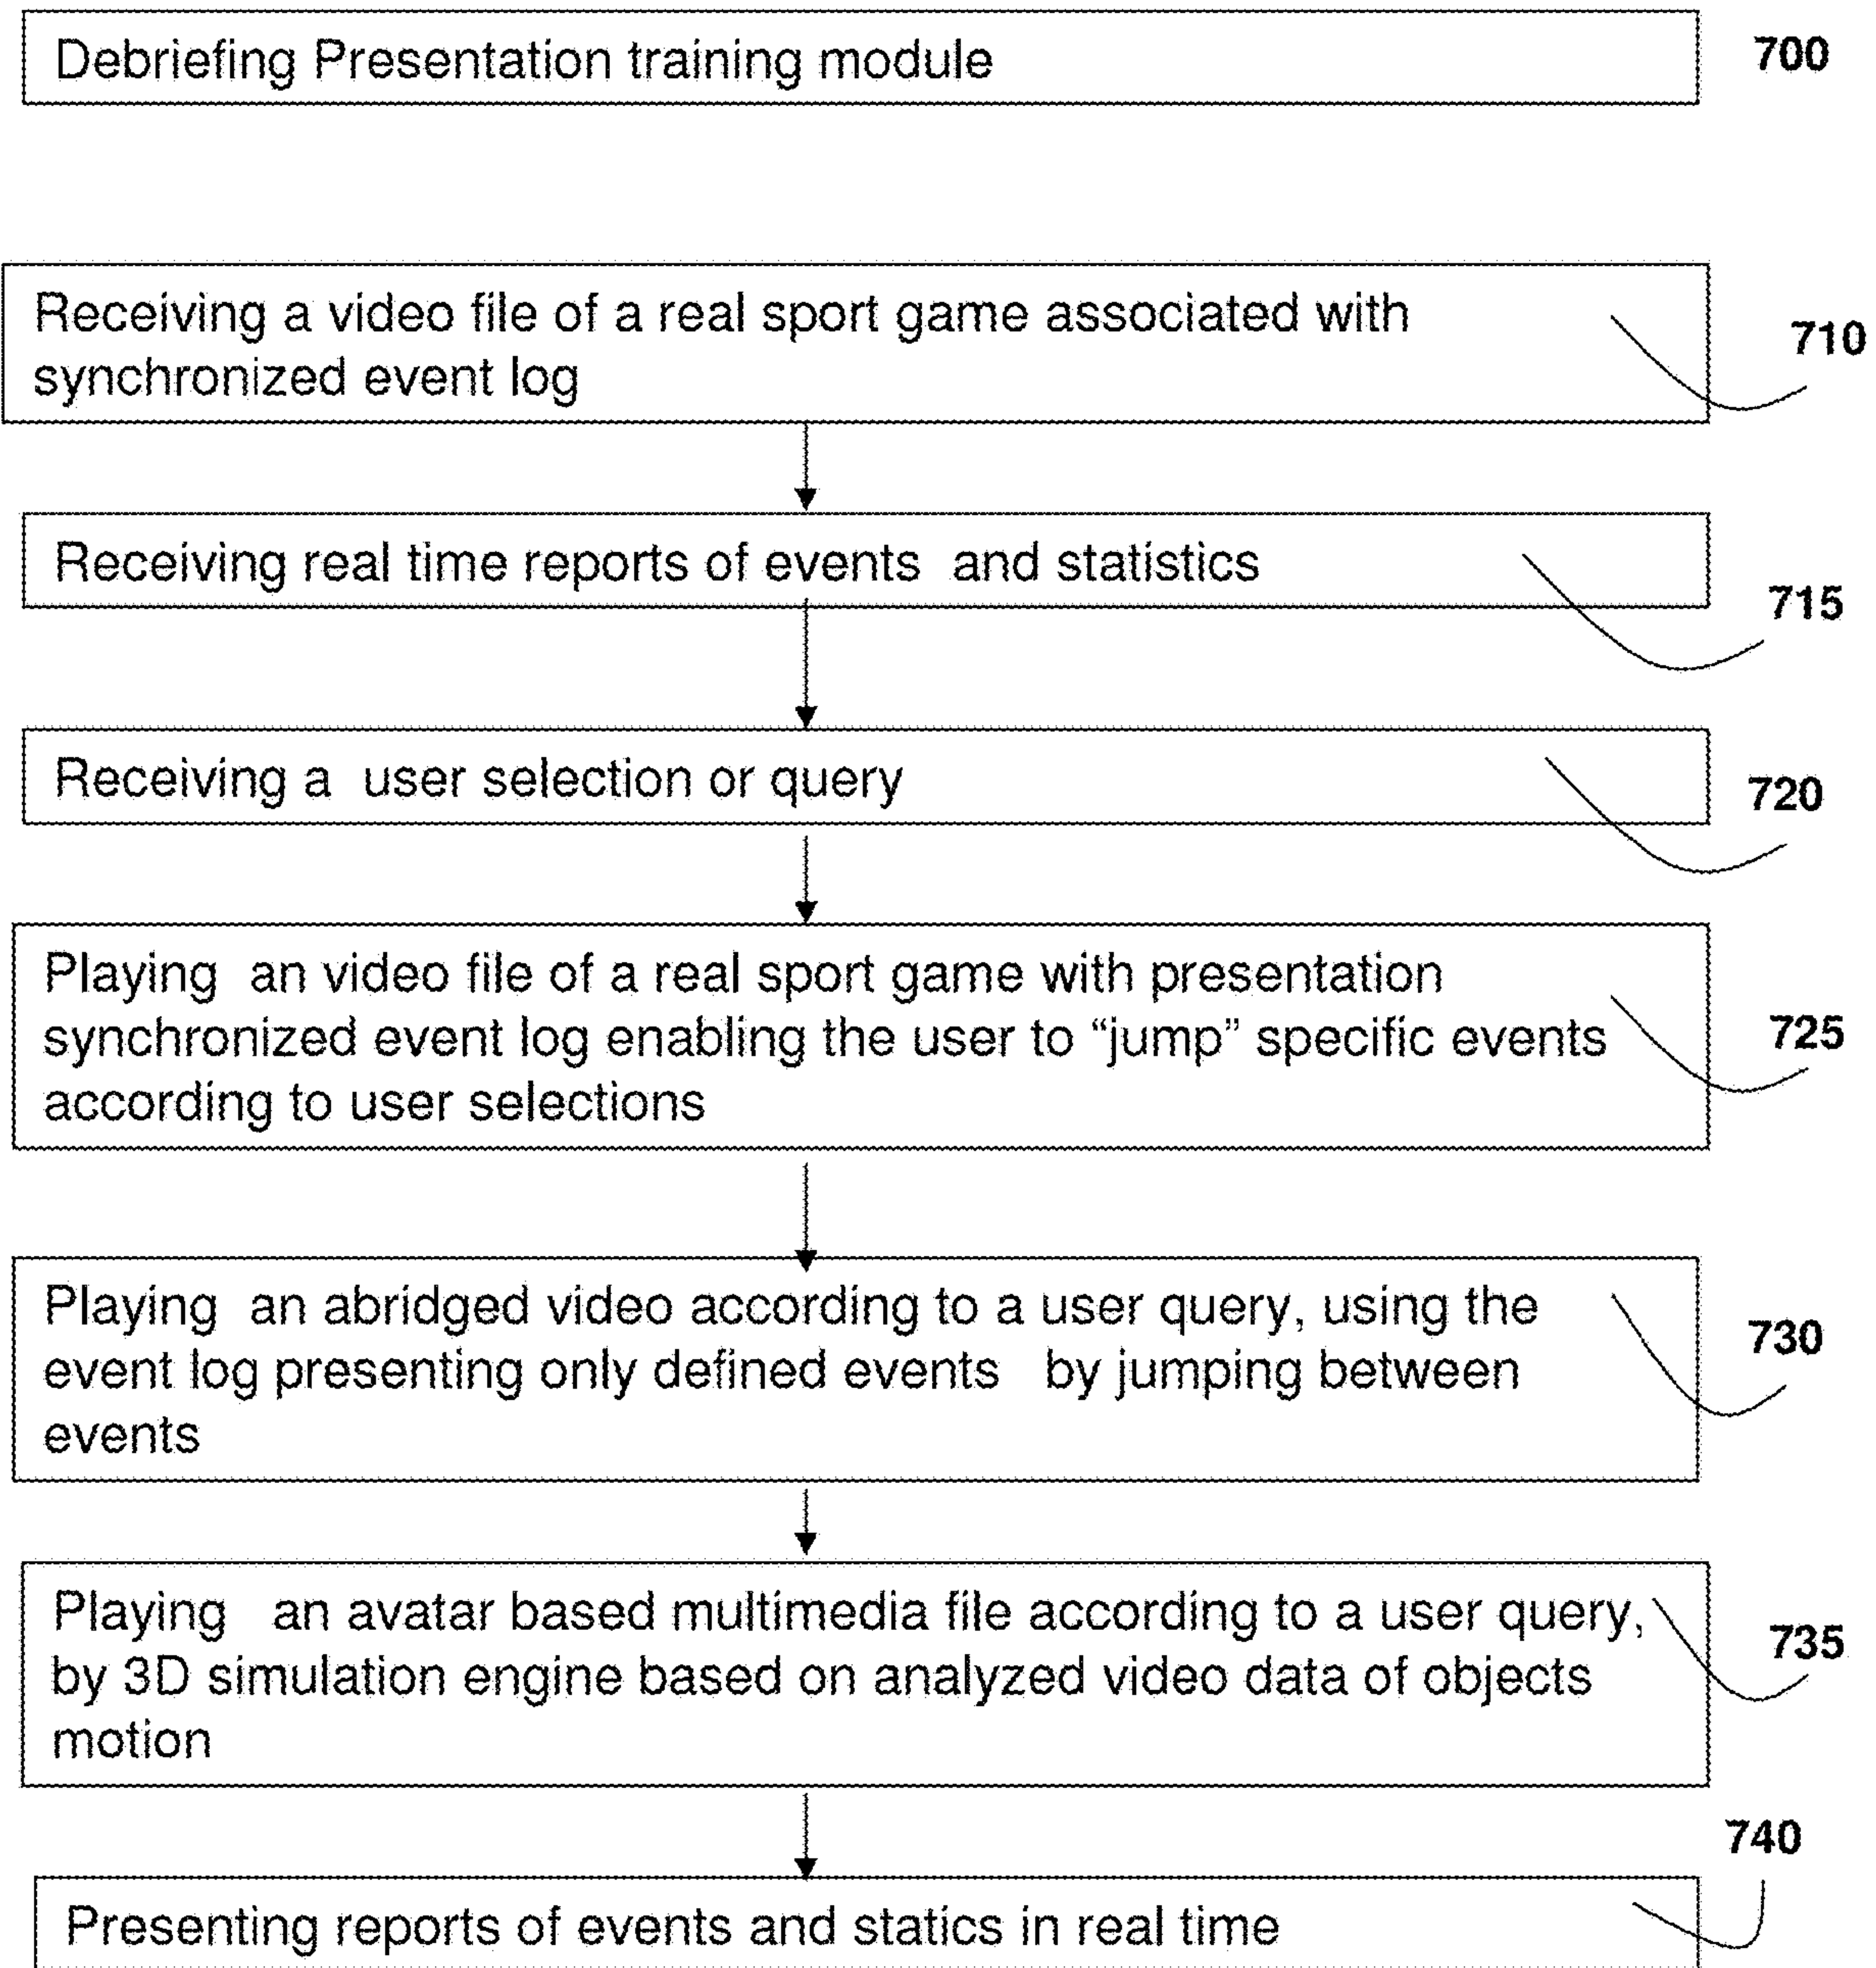 Debriefing Presentation training module
700
Receiving a video file of a real sport game associated with
synchronized event log
710
Receiving real time reports of events and statistics
715
Receiving a user selection or query
720
Playing an video file of a real sport game with presentation
synchronized event log enabling the user to “jump” specific events
according to user selections
725
Playing an abridged video according to a user query, using the
event log presenting only defined events by jumping between
events
730
Playing an avatar based multimedia file according to a user query,
by 3D simulation engine based on analyzed video data of objects
motion
735
740
Presenting reports of events and statics in real time